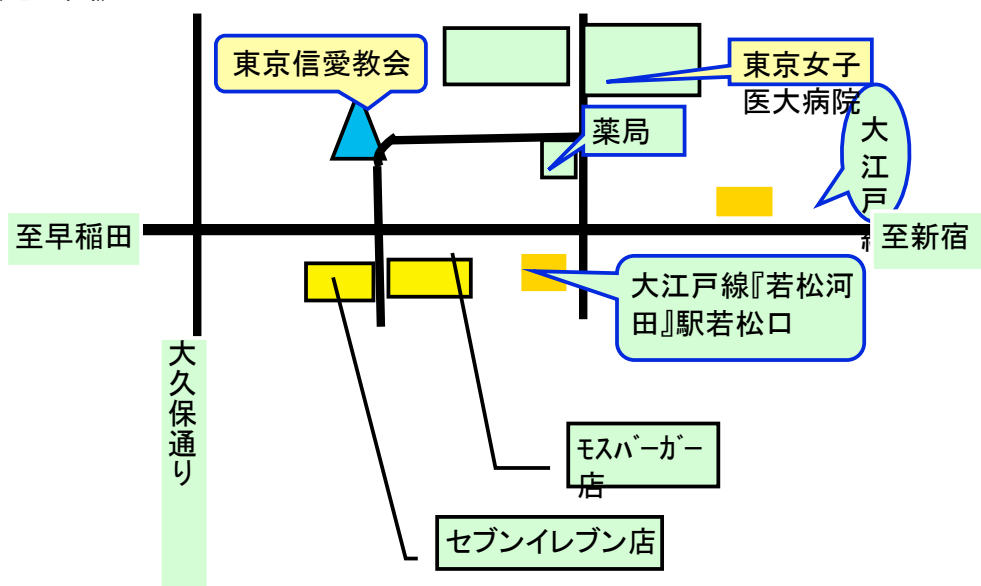 東京信愛教会
東京女子
医大病院
薬局
大
江
戸
至早稲田
至新宿
大江戸線『若松河
田』駅若松口
大久保通り
ﾓｽﾊﾞｰｶﾞｰ
店
セブンイレブン店